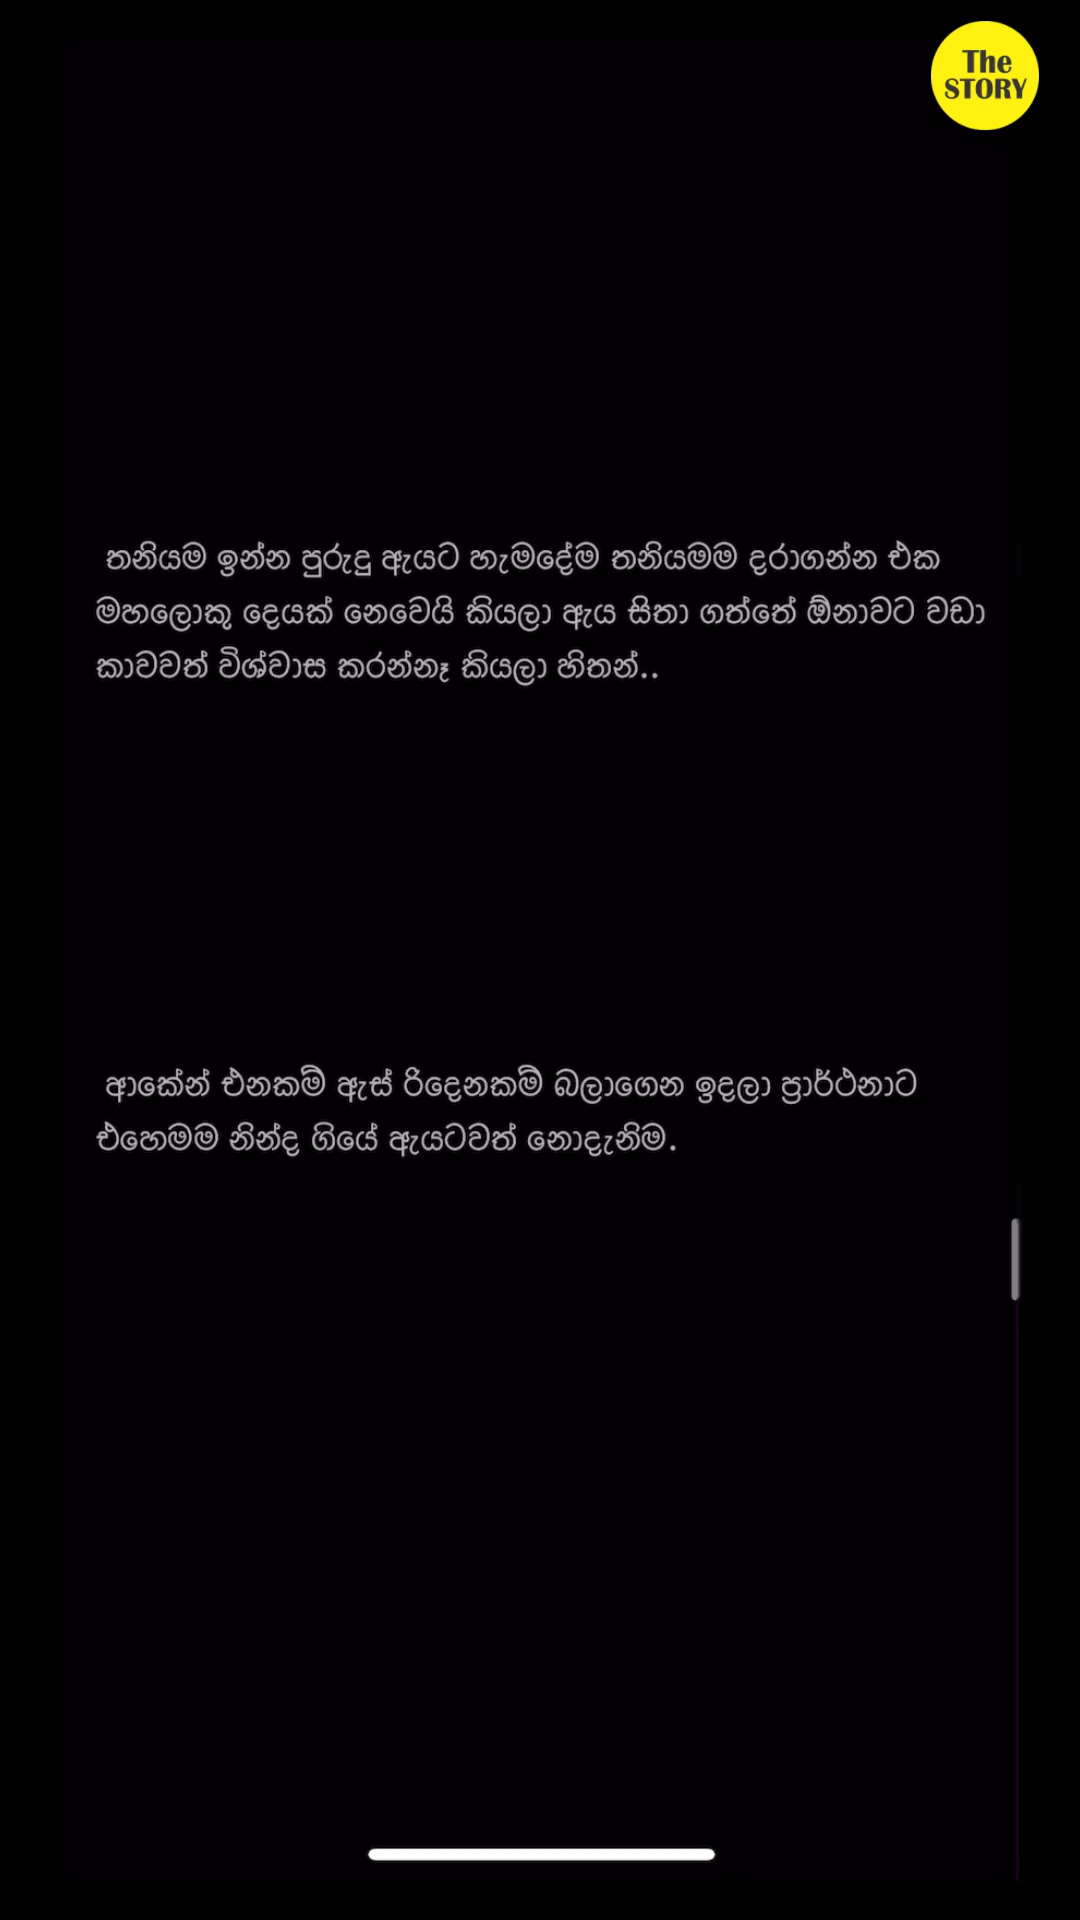 The
STORY
තනියම ඉන්න පුරුදු ඇයට හැමදේම තනියමම දරාගන්න එක
මහලොකු දෙයක් නෙවෙයි කියලා ඇය සිතා ගත්තේ ඕනාවට වඩා
කාවවත් විශ්වාස කරන්නෑ කියලා හිතන්..
ආකේන් එනකම් ඇස් රිදෙනකම් බලාගෙන ඉදලා ප්‍රාර්ථනාට
එහෙමම නින්ද ගියේ ඇයටවත් නොදැනිම.